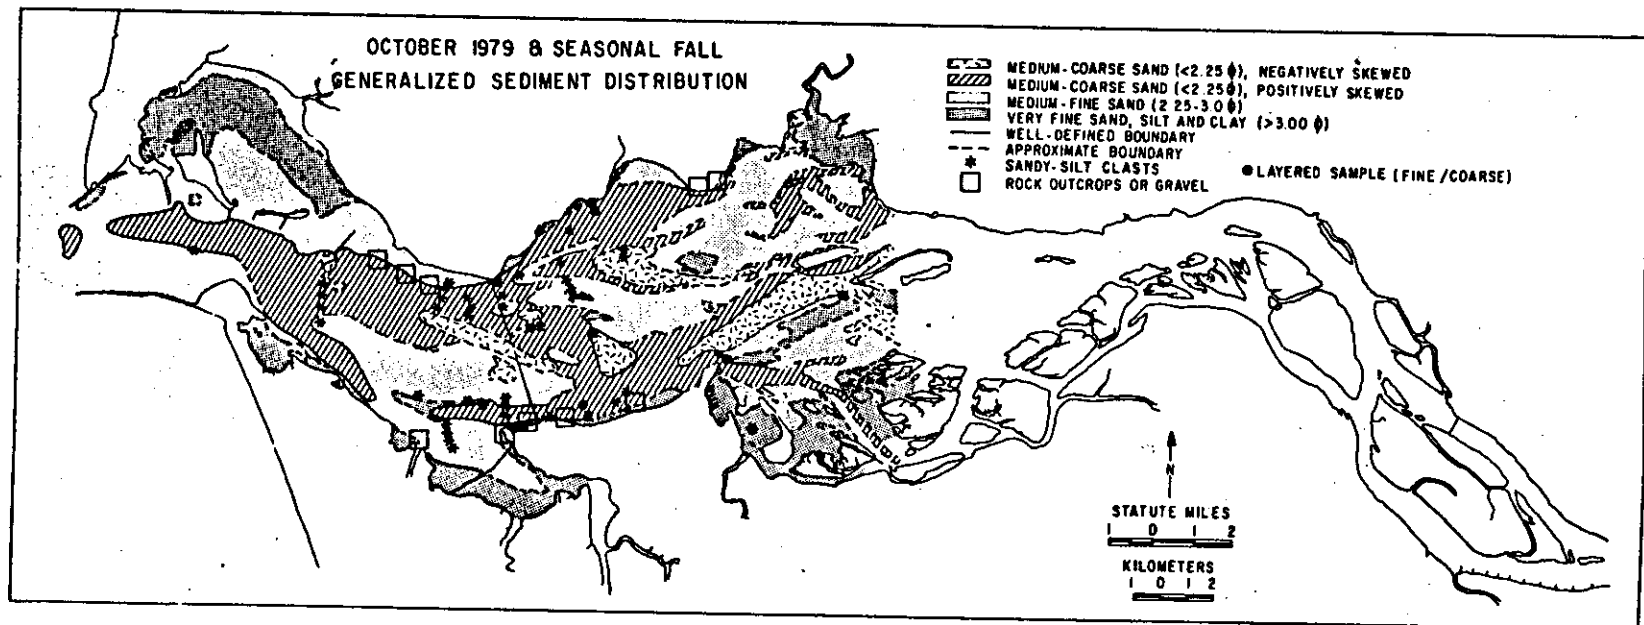 OCTOBER 1979 & SEASONAL FALL
GENERALIZED SEDIMENT DISTRIBUTION
MEDIUM-COARSE SAND (<2.25 ϕ), NEGATIVELY SKEWED
MEDIUM-COARSE SAND (<2.25ϕ), POSITIVELY SKEWED
MEDIUM-FINE SAND (2 25-3.0ϕ)
VERY FINE SAND, SILT AND CLAY (>3.00 ϕ)
WELL-DEFINED BOUNDARY
APPROXIMATE BOUNDARY
SANDY-SILT CLASTS
ROCK OUTCROPS OR GRAVEL
LAYERED SAMPLE (FINE/COARSE)
N
STATUTE MILES
1 0 1 2
KILOMETERS
1 0 1 2